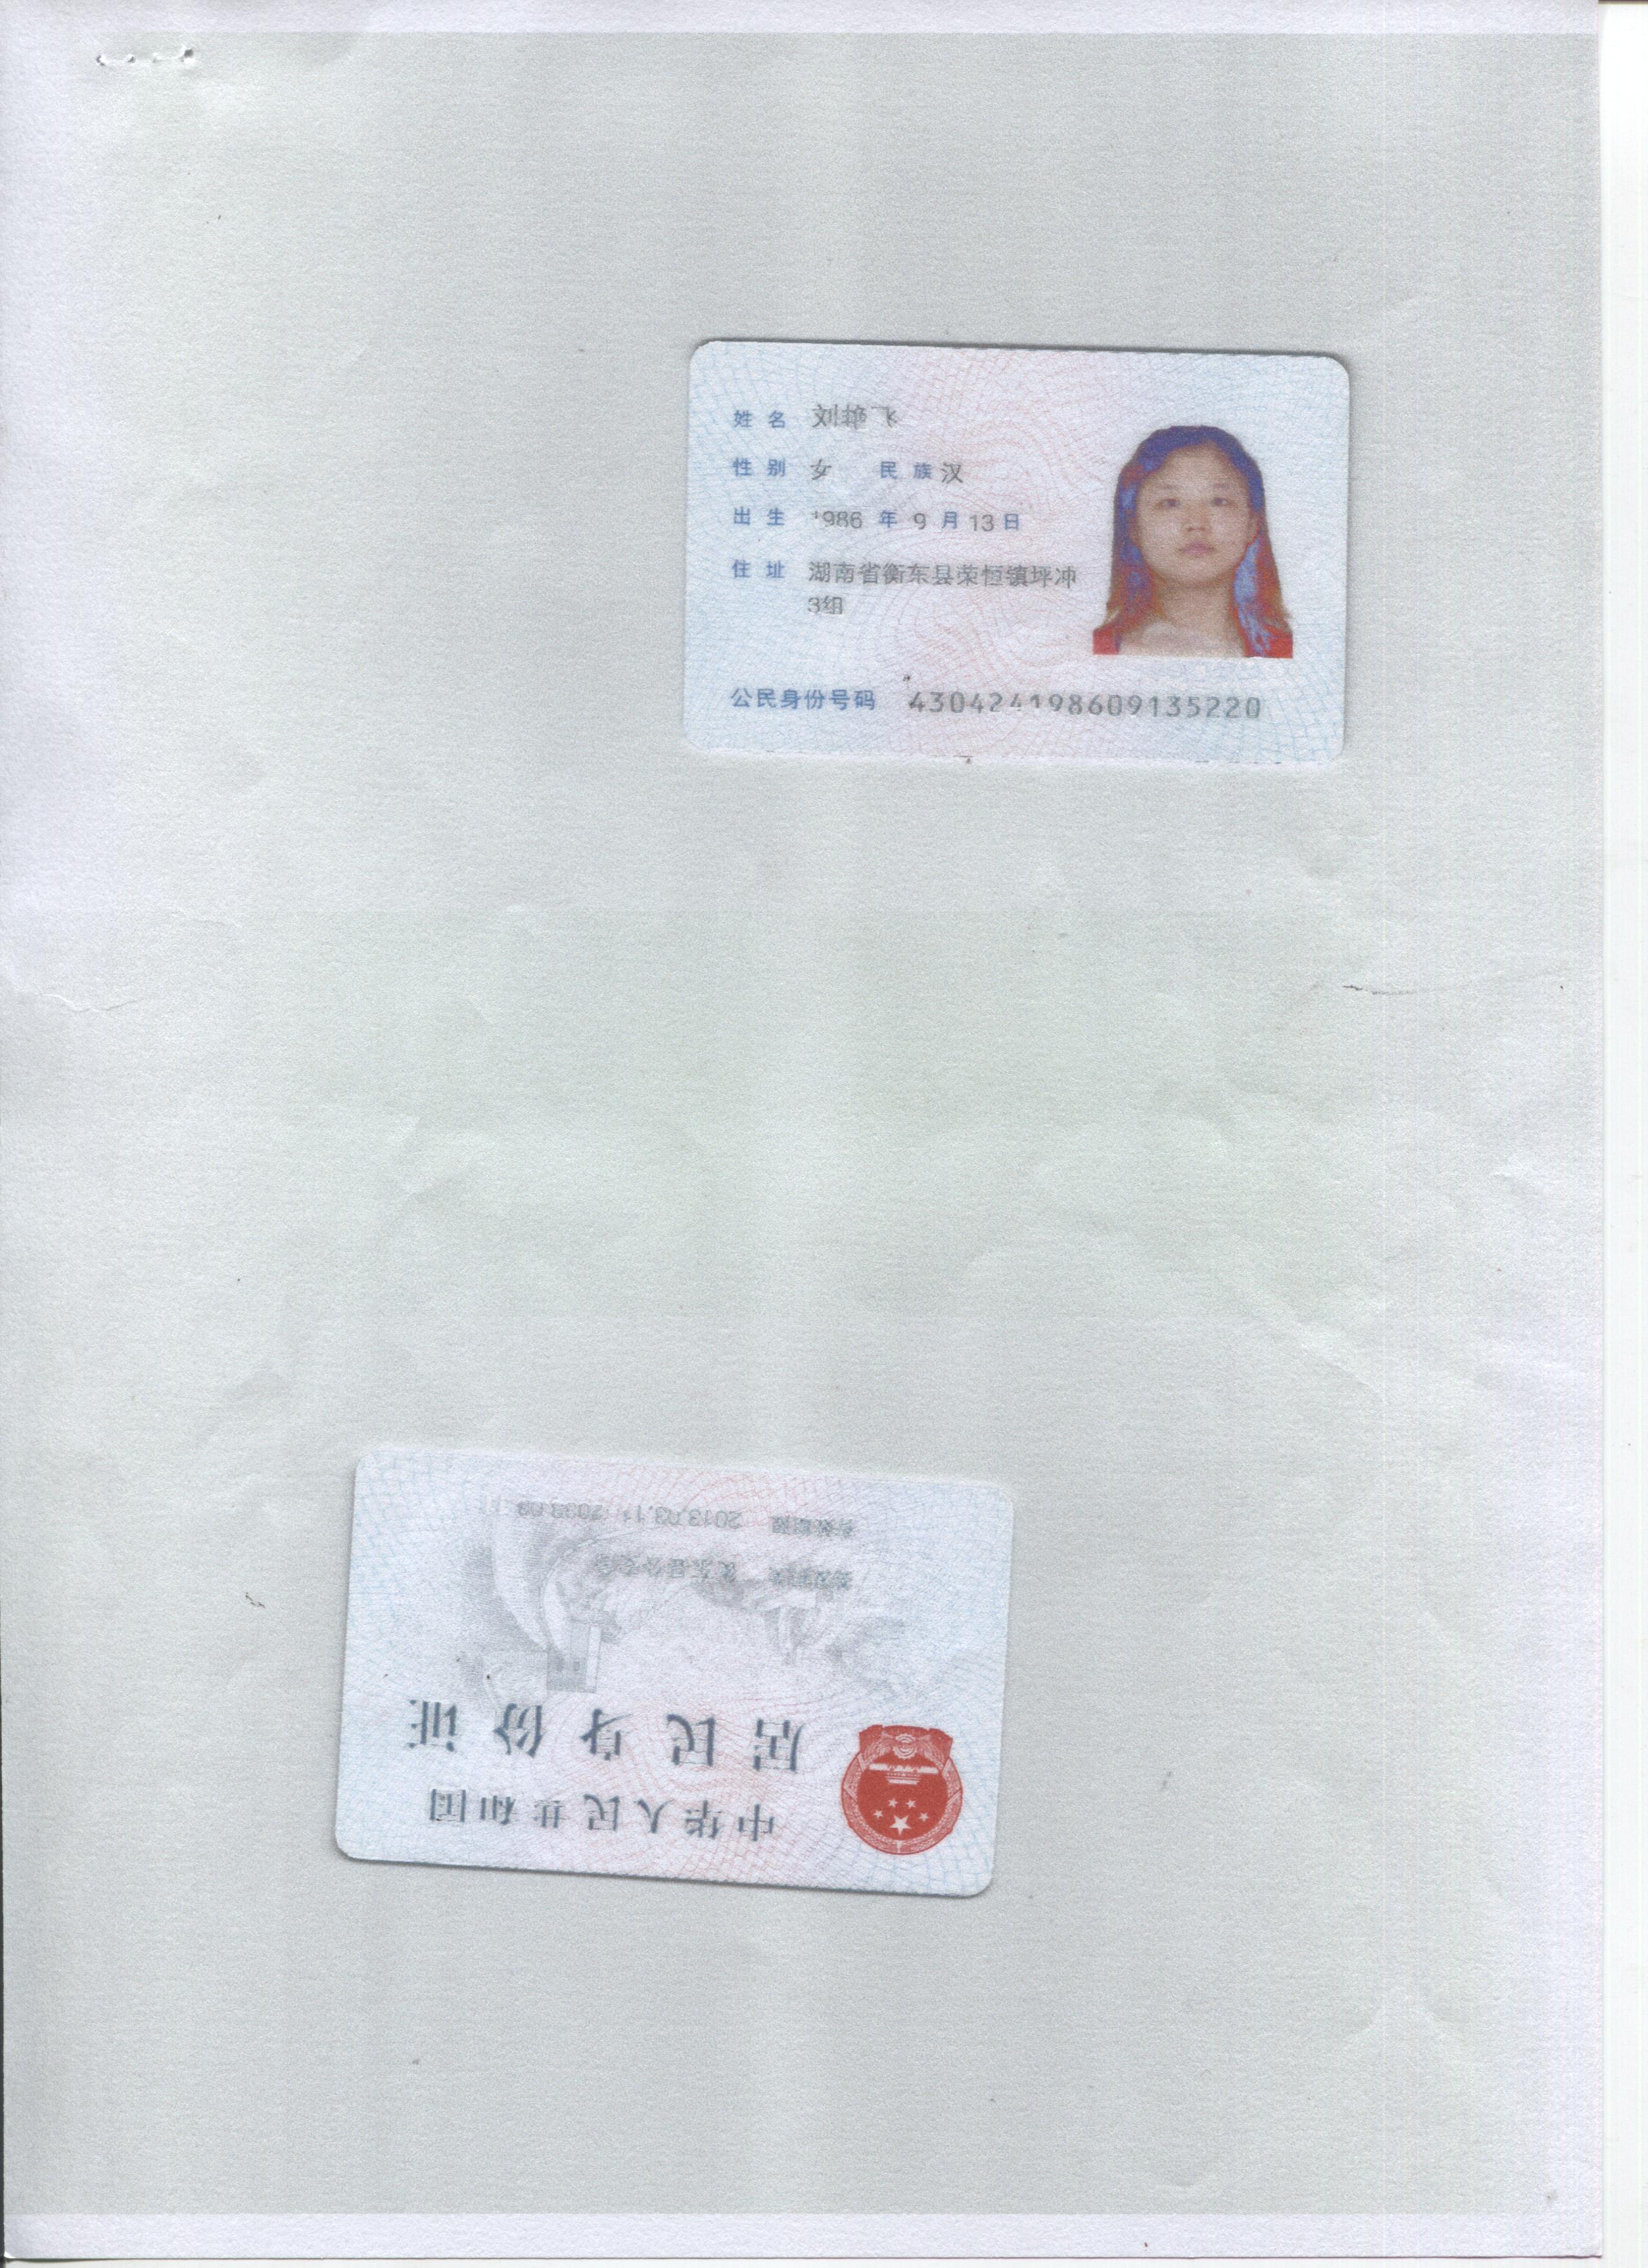 姓名 刘艳飞
性别 女 民族 汉
出生 1986 年 9 月 13 日
住址 湖南省衡东县荣恒镇坪冲
3组
公民身份号码 430424198609135220
中华人民共和国
居民身份证
签发机关 衡东县公安局
有效期限 2013.03.11-2033.03